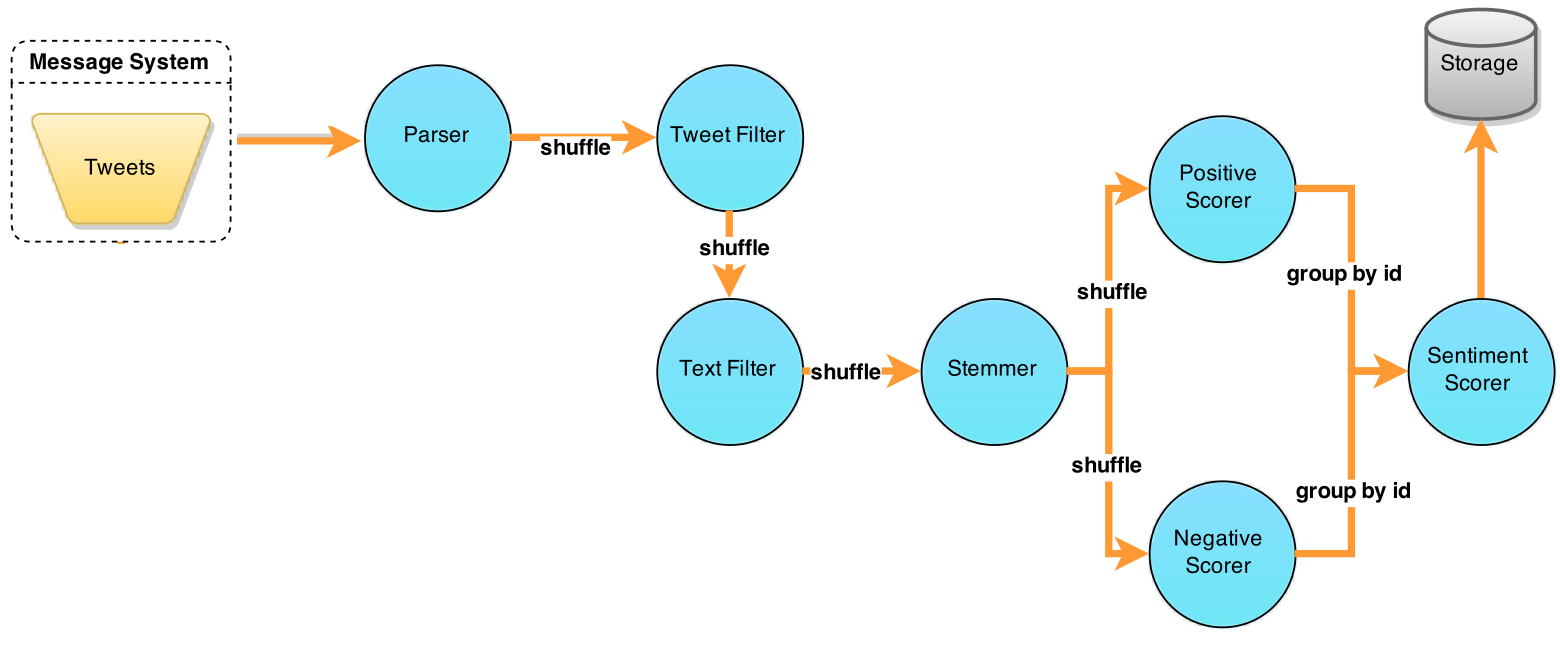 Message System
Tweets
Parser
shuffle
Tweet Filter
shuffle
Text Filter
shuffle
Stemmer
shuffle
shuffle
Positive
Scorer
Negative
Scorer
group by id
group by id
Sentiment
Scorer
Storage